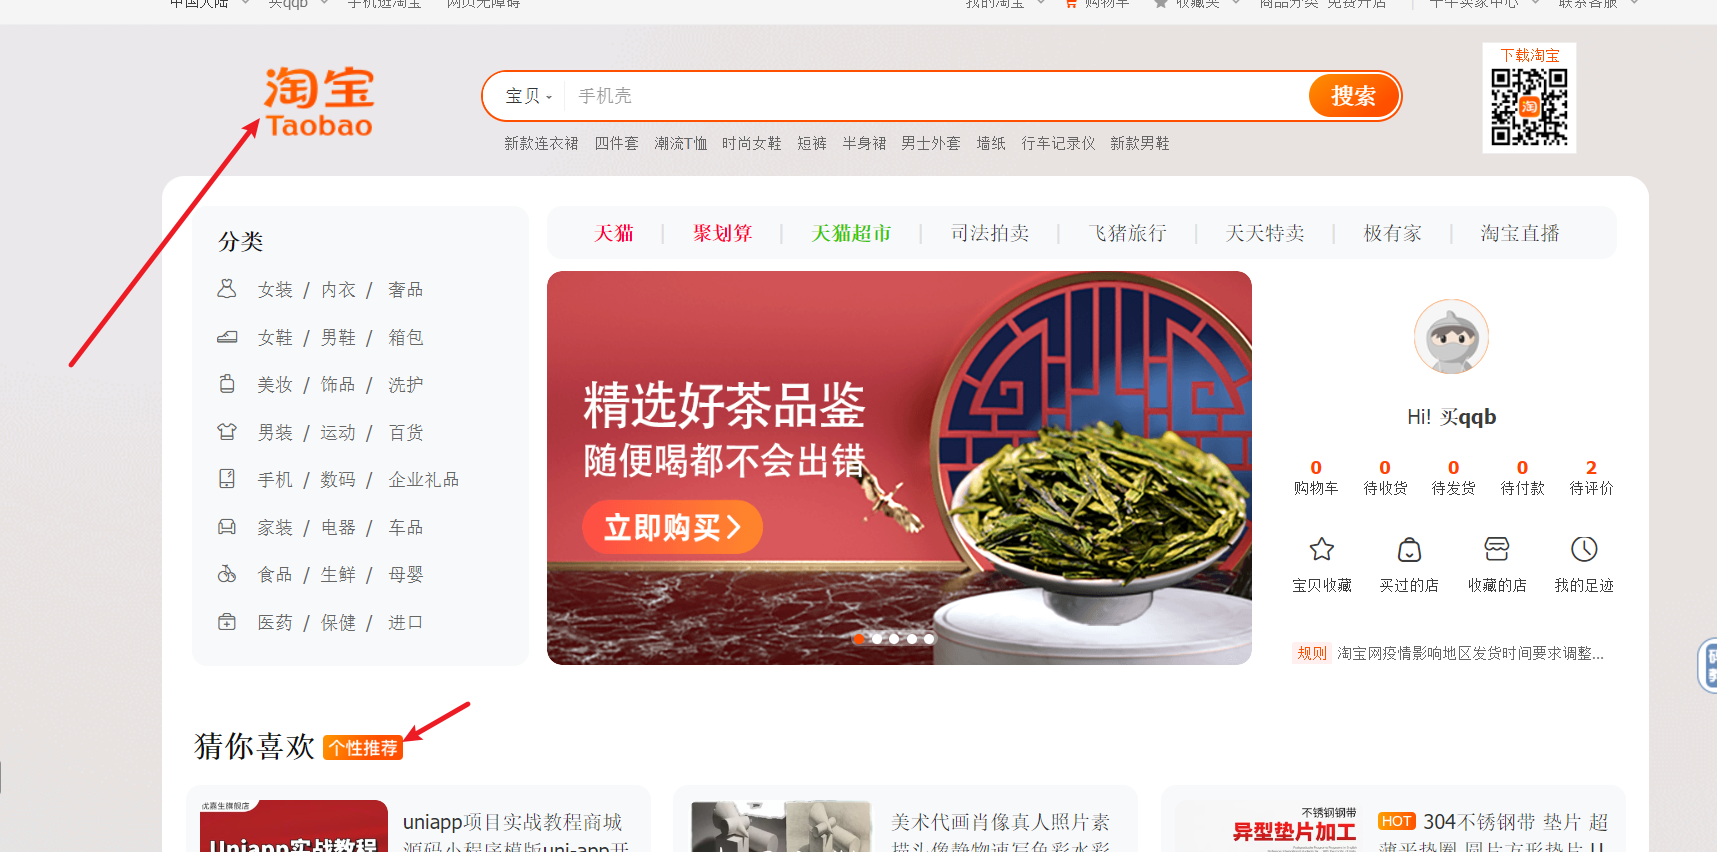 中国大陆 买qqb 手机逛淘宝 网页无障碍 我的淘宝 购物车 收藏夹 商品分类 免费开店 千牛卖家中心 联系客服
淘宝
Taobao
宝贝 手机壳 搜索
下载淘宝
淘
新款连衣裙 四件套 潮流T恤 时尚女鞋 短裤 半身裙 男士外套 墙纸 行车记录仪 新款男鞋
分类
女装 / 内衣 / 奢品
女鞋 / 男鞋 / 箱包
美妆 / 饰品 / 洗护
男装 / 运动 / 百货
手机 / 数码 / 企业礼品
家装 / 电器 / 车品
食品 / 生鲜 / 母婴
医药 / 保健 / 进口
天猫 | 聚划算 | 天猫超市 | 司法拍卖 | 飞猪旅行 | 天天特卖 | 极有家 | 淘宝直播
精选好茶品鉴
随便喝都不会出错
立即购买
Hi! 买qqb
0 0 0 0 2
购物车 待收货 待发货 待付款 待评价
宝贝收藏 买过的店 收藏的店 我的足迹
规则 淘宝网疫情影响地区发货时间要求调整...
猜你喜欢 个性推荐
优嘉生旗舰店
Uniapp实战教程
uniapp项目实战教程商城
源码小程序模版uni-app开
美术代画肖像真人照片素
描头像静物速写色彩水彩
不锈钢钢带
异型垫片加工
HOT 304不锈钢带 垫片 超
薄平垫圈 圆片方形垫片 U